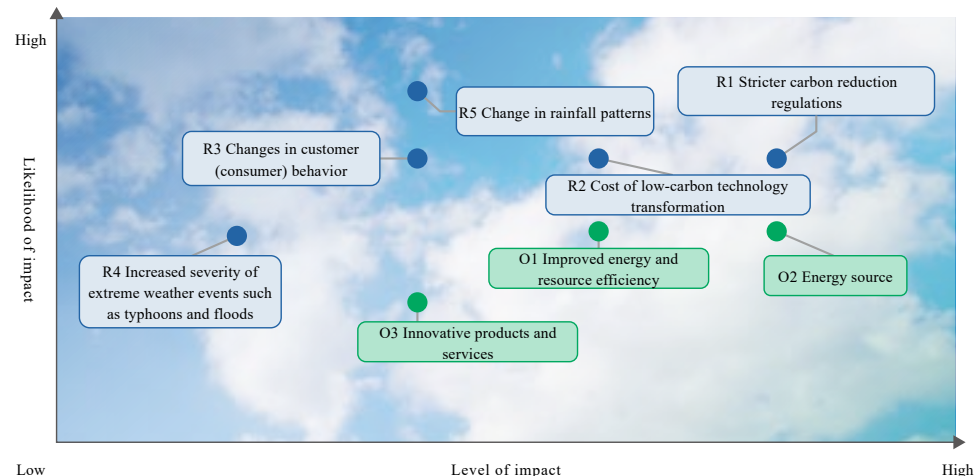 High
R1 Stricter carbon reduction
regulations
R5 Change in rainfall patterns
R3 Changes in customer
(consumer) behavior
R2 Cost of low-carbon technology
transformation
Likelihood of impact
O1 Improved energy and
resource efficiency
O2 Energy source
R4 Increased severity of
extreme weather events such
as typhoons and floods
O3 Innovative products and
services
Low
Level of impact
High